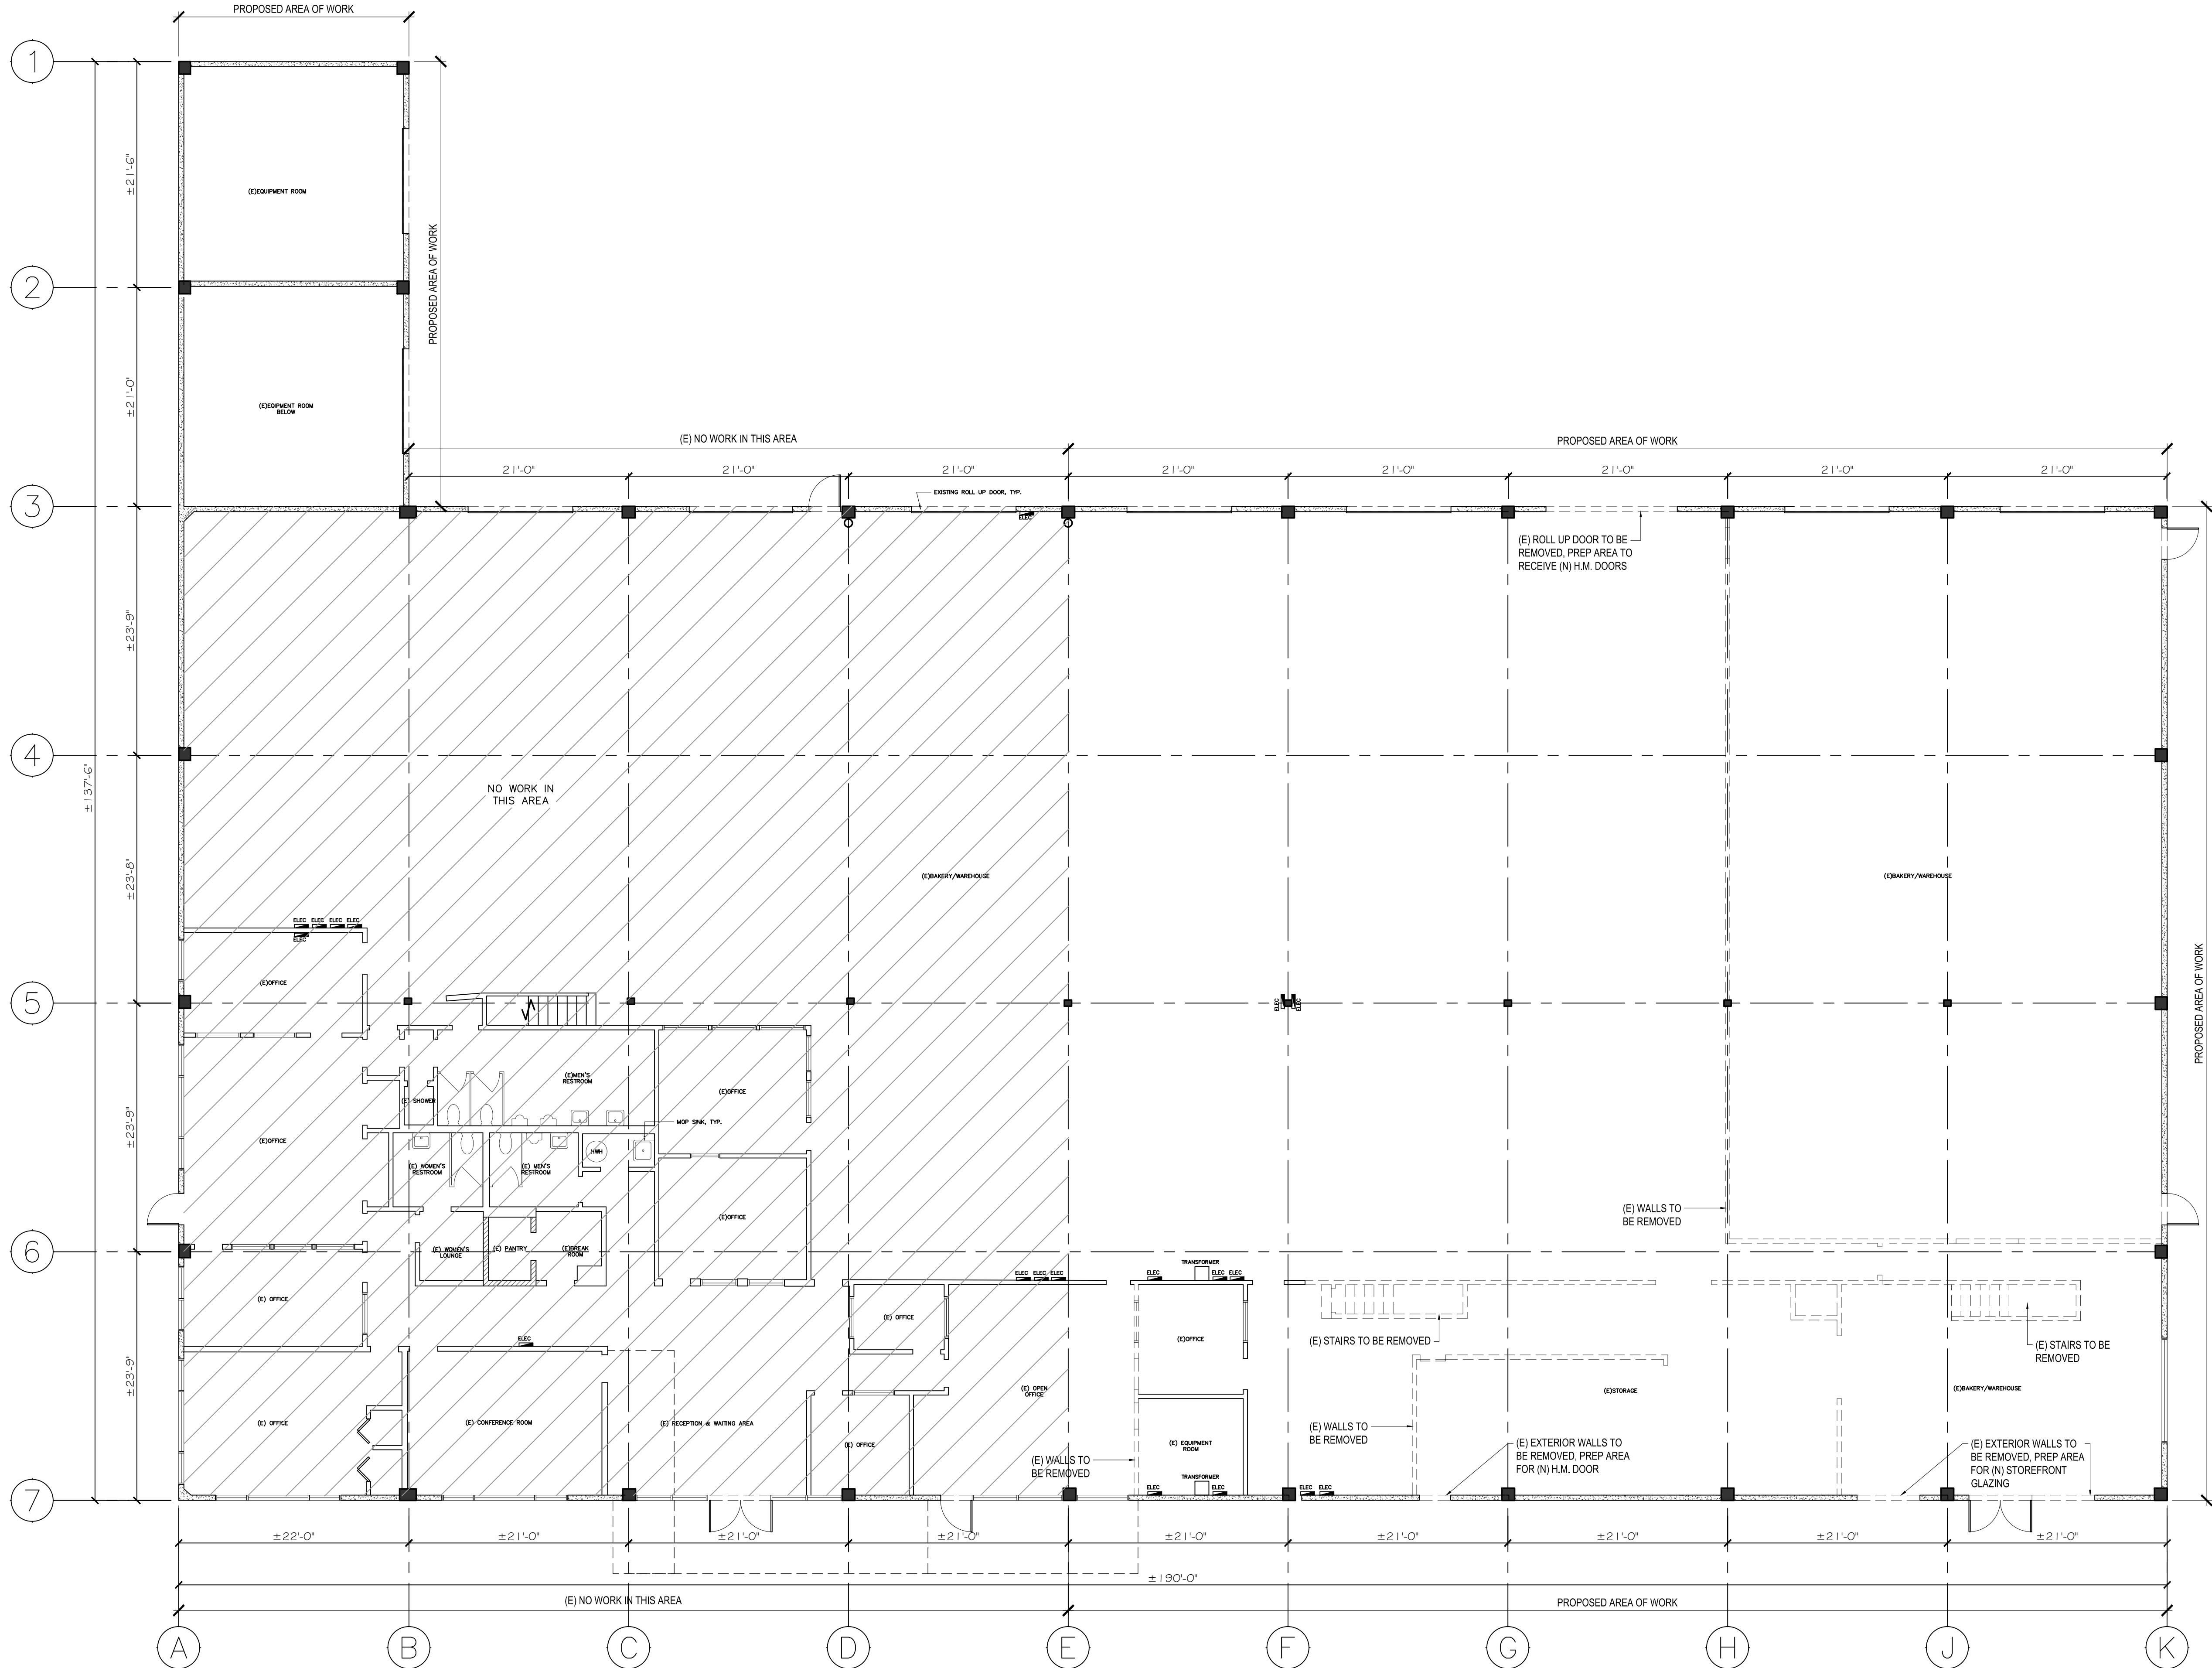 PROPOSED AREA OF WORK
1
±21'-6"
(E)EQUIPMENT ROOM
PROPOSED AREA OF WORK
2
±21'-0"
(E)EQIPMENT ROOM
BELOW
(E) NO WORK IN THIS AREA
PROPOSED AREA OF WORK
21'-0"
21'-0"
21'-0"
21'-0"
21'-0"
21'-0"
21'-0"
21'-0"
3
EXISTING ROLL UP DOOR, TYP.
ELEC
(E) ROLL UP DOOR TO BE
REMOVED, PREP AREA TO
RECEIVE (N) H.M. DOORS
±23'-9"
4
±137'-6"
NO WORK IN
THIS AREA
±23'-8"
(E)BAKERY/WAREHOUSE
(E)BAKERY/WAREHOUSE
ELEC
ELEC
ELEC
ELEC
ELEC
(E)OFFICE
PROPOSED AREA OF WORK
5
ELEC
ELEC
(E)MEN'S
RESTROOM
(E)OFFICE
(E) SHOWER
MOP SINK, TYP.
±23'-9"
(E)OFFICE
HWH
(E) WOMEN'S
RESTROOM
(E) MEN'S
RESTROOM
(E)OFFICE
(E) WALLS TO
BE REMOVED
6
(E) WOMEN'S
LOUNGE
(E) PANTRY
(E)BREAK
ROOM
TRANSFORMER
ELEC
ELEC
ELEC
ELEC
ELEC
ELEC
(E) OFFICE
(E) OFFICE
ELEC
(E)OFFICE
(E) STAIRS TO BE REMOVED
(E) STAIRS TO BE
REMOVED
±23'-9"
(E) OPEN
OFFICE
(E)STORAGE
(E)BAKERY/WAREHOUSE
(E) OFFICE
(E) CONFERENCE ROOM
(E) RECEPTION & WAITING AREA
(E) OFFICE
(E) EQUIPMENT
ROOM
(E) WALLS TO
BE REMOVED
(E) WALLS TO
BE REMOVED
(E) EXTERIOR WALLS TO
BE REMOVED, PREP AREA
FOR (N) H.M. DOOR
(E) EXTERIOR WALLS TO
BE REMOVED, PREP AREA
FOR (N) STOREFRONT
GLAZING
TRANSFORMER
ELEC
ELEC
ELEC
ELEC
7
±22'-0"
±21'-0"
±21'-0"
±21'-0"
±21'-0"
±21'-0"
±21'-0"
±21'-0"
±21'-0"
±190'-0"
(E) NO WORK IN THIS AREA
PROPOSED AREA OF WORK
A
B
C
D
E
F
G
H
J
K